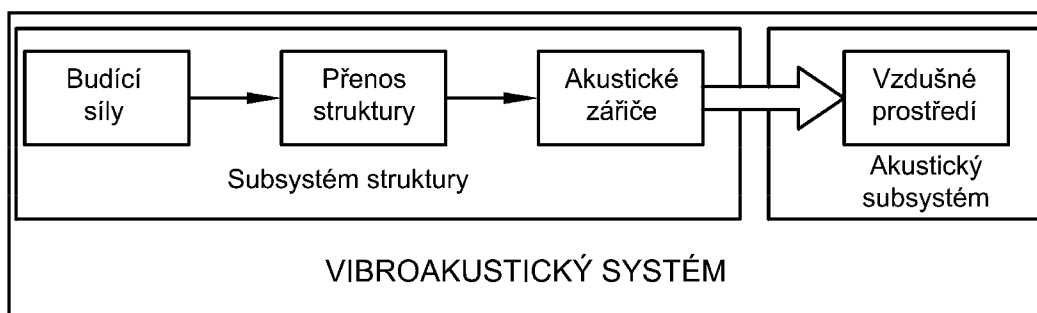 Budící
síly
Přenos
struktury
Akustické
zářiče
Vzdušné
prostředí
Subsystém struktury
Akustický
subsystém
VIBROAKUSTICKÝ SYSTÉM